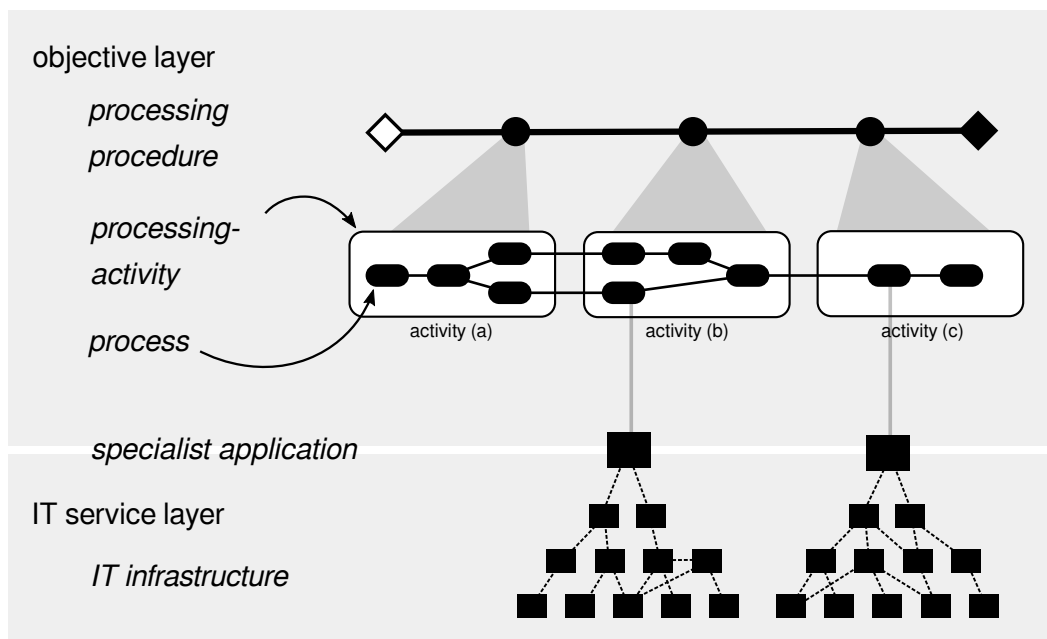 objective layer
processing
procedure
processing-
activity
activity (a)
activity (b)
activity (c)
process
specialist application
IT service layer
IT infrastructure